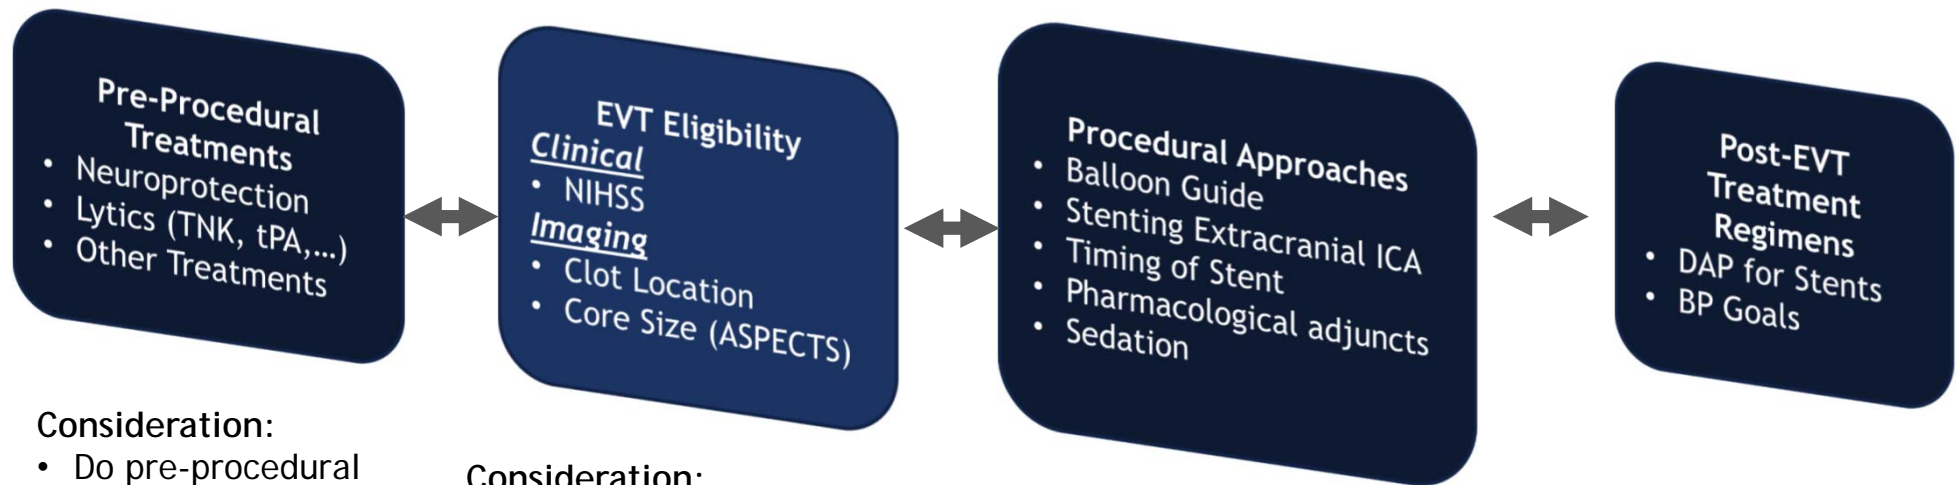 Pre-Procedural
Treatments
• Neuroprotection
• Lytics (TNK, tPA,...)
• Other Treatments
EVT Eligibility
Clinical
• NIHSS
Imaging
• Clot Location
• Core Size (ASPECTS)
Procedural Approaches
• Balloon Guide
• Stenting Extracranial ICA
• Timing of Stent
• Pharmacological adjuncts
• Sedation
Post-EVT
Treatment
Regimens
• DAP for Stents
• BP Goals
Consideration:
• Do pre-procedural
Consideration: